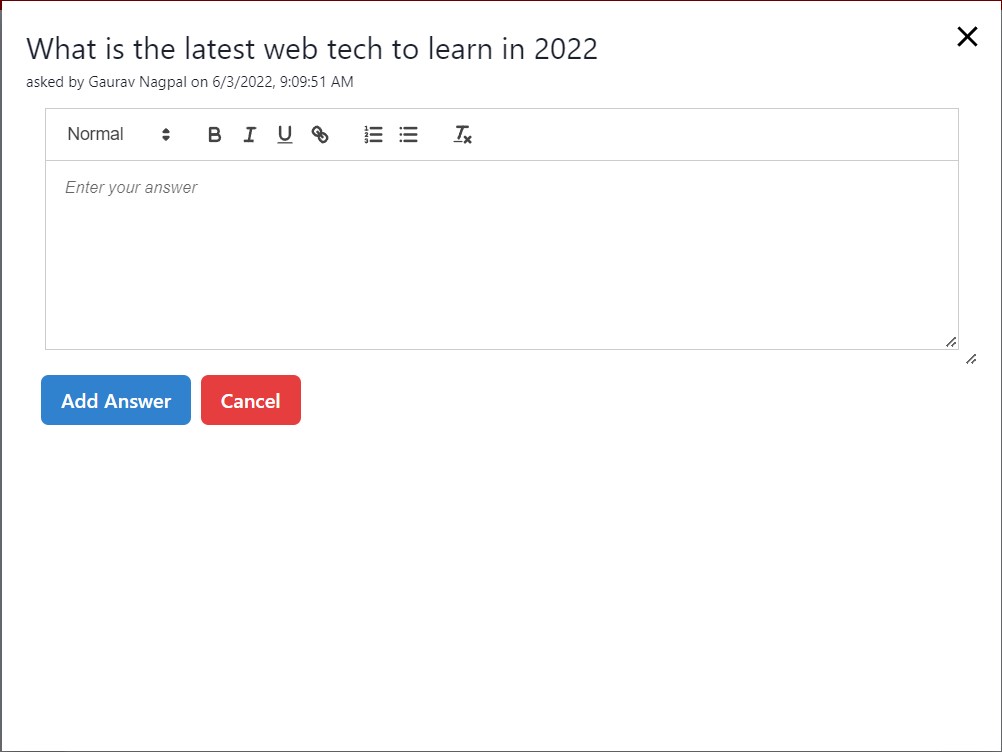 What is the latest web tech to learn in 2022
asked by Gaurav Nagpal on 6/3/2022, 9:09:51 AM
Normal
Enter your answer
Add Answer Cancel